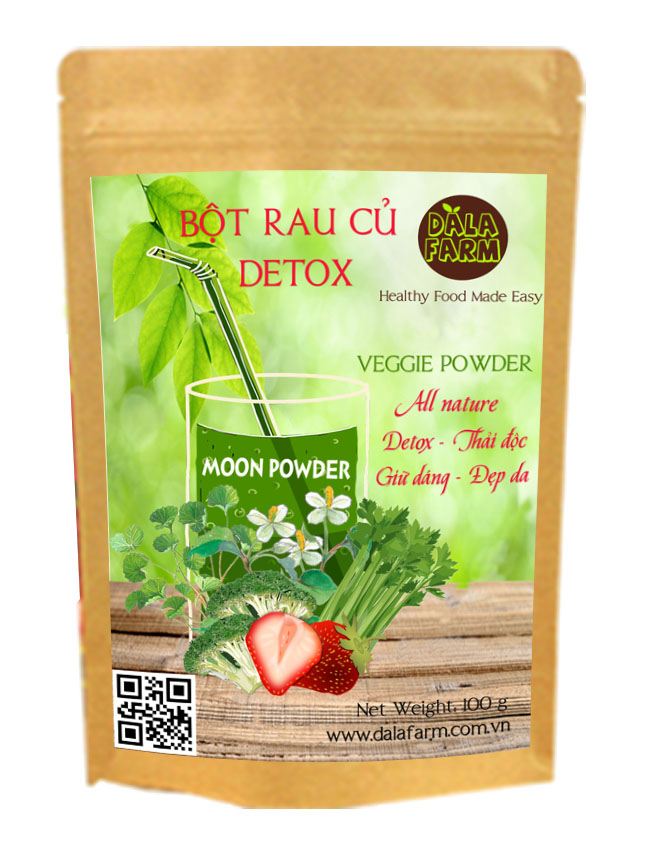 BỘT RAU CỦ
DETOX
DALA
FARM
Healthy Food Made Easy
VEGGIE POWDER
All nature
Detox - Thải độc
Giữ dáng - Đẹp da
MOON POWDER
Net Weight: 100 g
www.dalafarm.com.vn